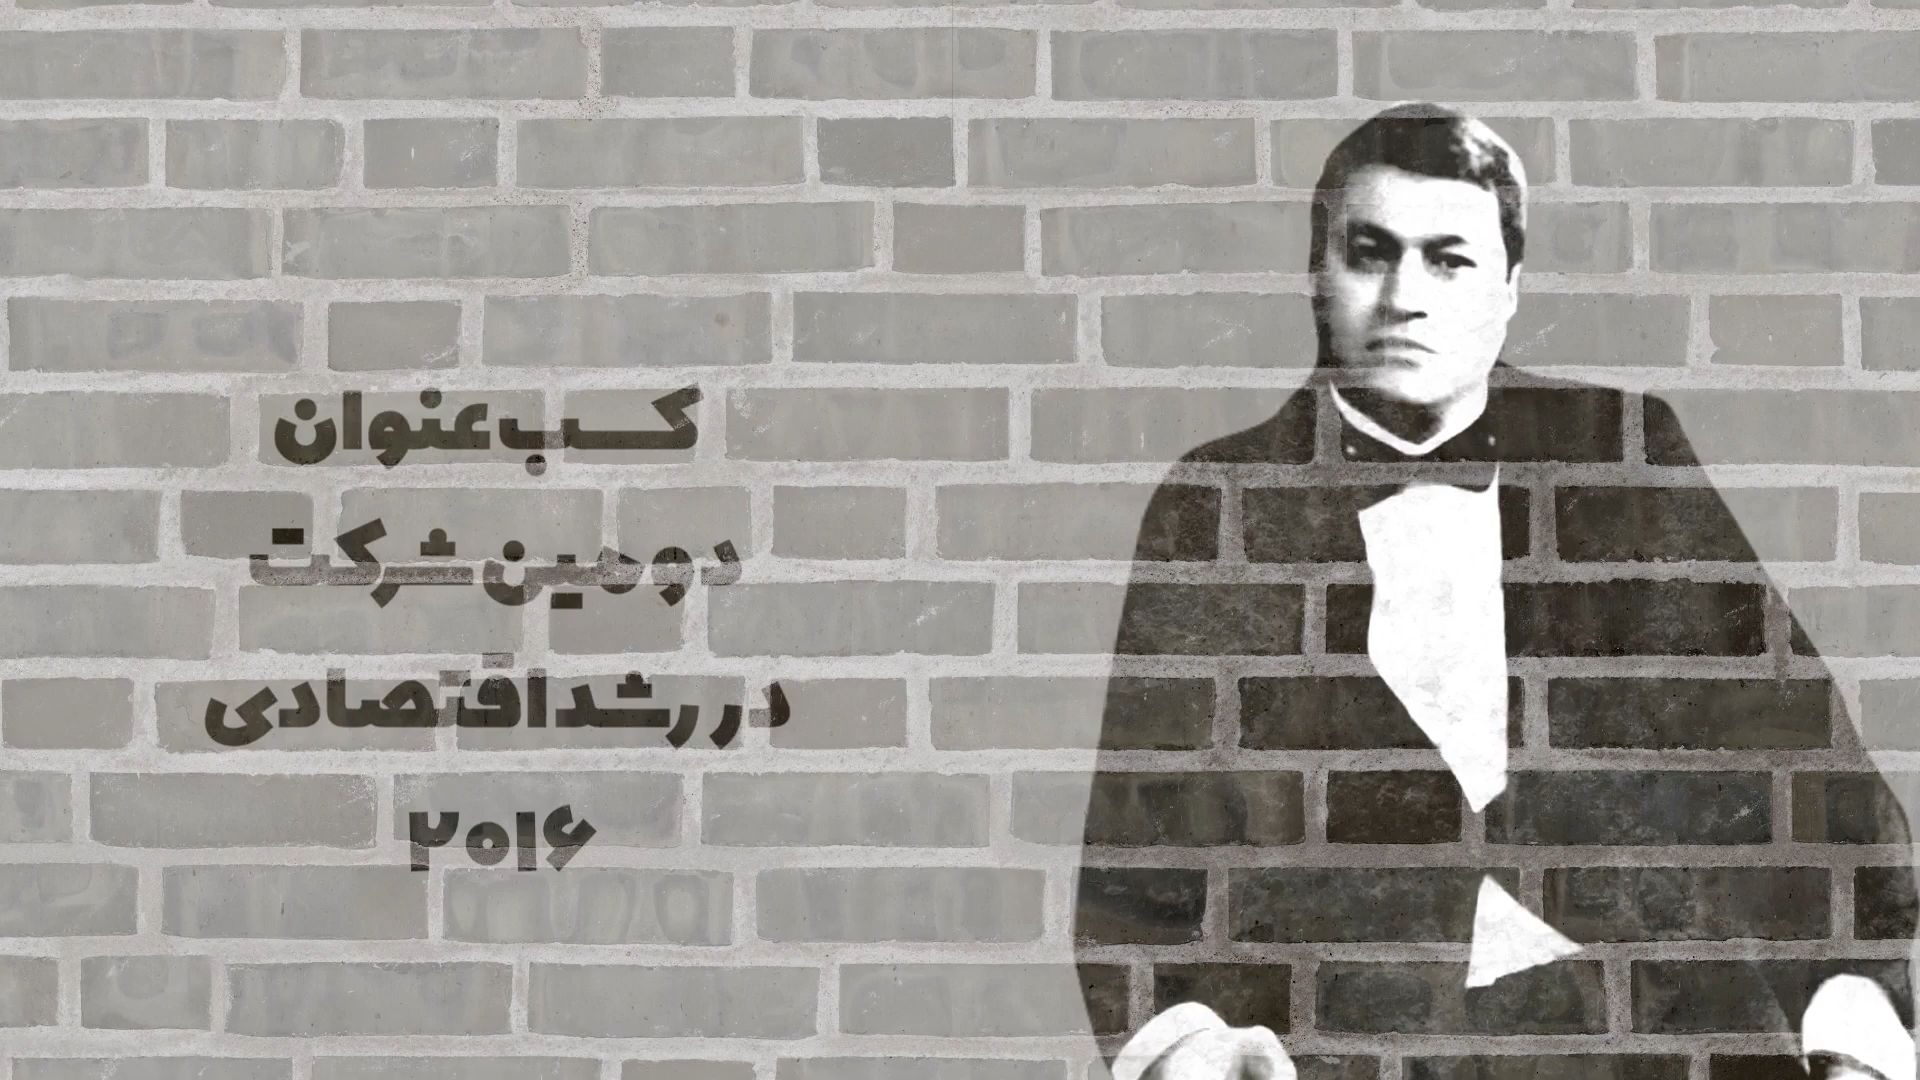 کسب عنوان
دومین شرکت
در رشد اقتصادی
۲۰۱۶